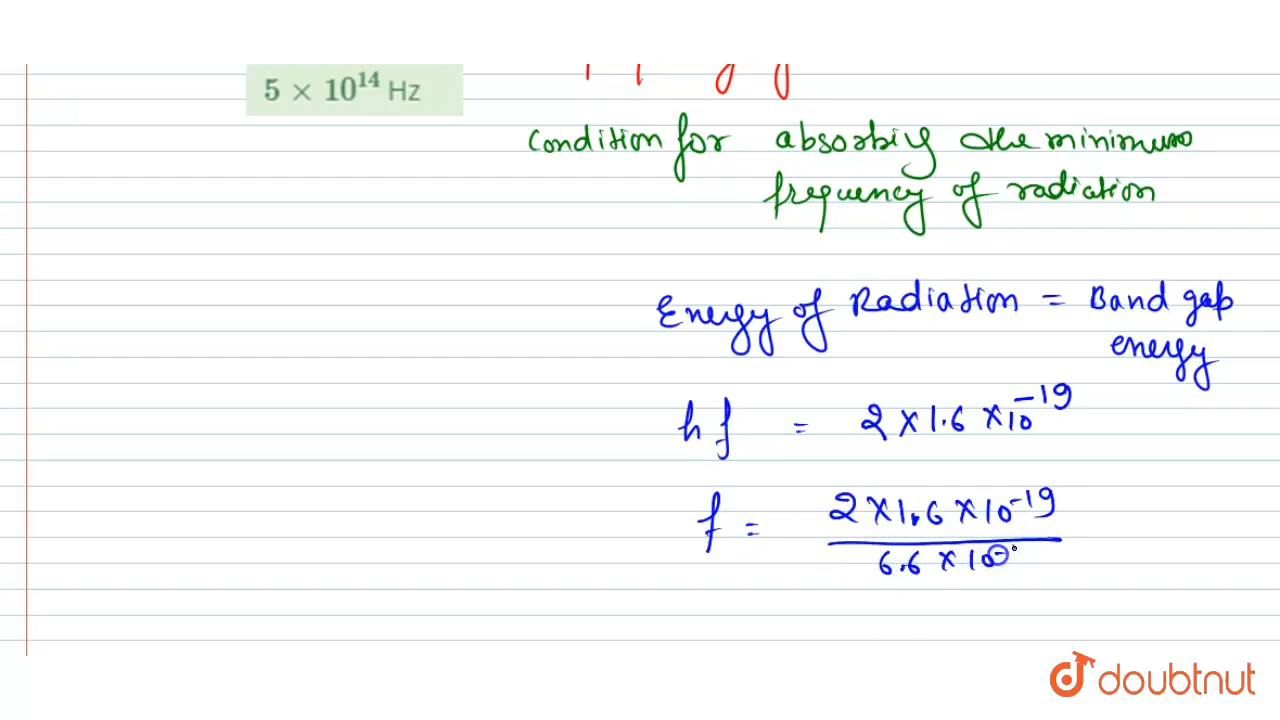 5 × 10¹⁴ Hz
Condition for absorbiy the minimum
frequency of radiation
Energy of Radiation = Band gap
energy
hf = 2 × 1.6 × 10⁻¹⁹
f = 2 × 1.6 × 10⁻¹⁹
6.6 × 10⁻
doubtnut